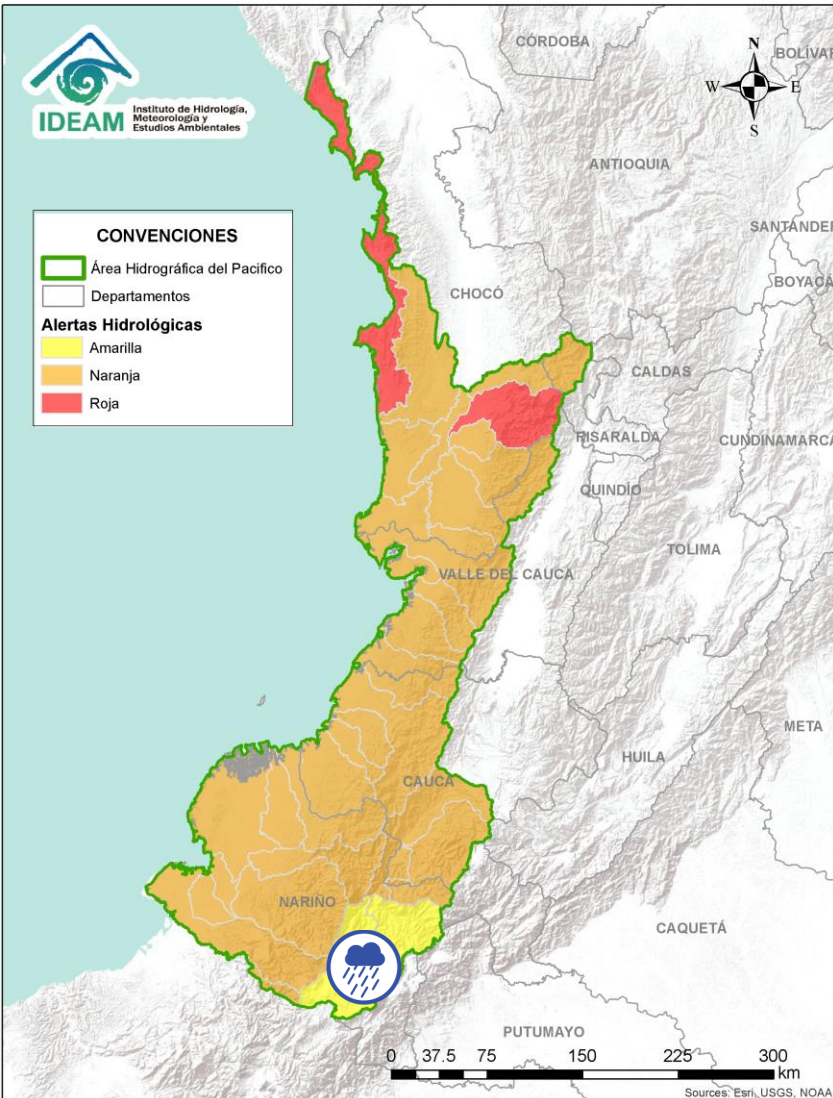 IDEAM
Instituto de Hidrología,
Meteorología y
Estudios Ambientales
CÓRDOBA
BOLÍVAR
N
W
E
S
ANTIOQUIA
CONVENCIONES
Área Hidrográfica del Pacifico
Departamentos
Alertas Hidrológicas
Amarilla
Naranja
Roja
SANTANDER
BOYACÁ
CHOCÓ
CALDAS
RISARALDA
CUNDINAMARCA
QUINDÍO
TOLIMA
VALLE DEL CAUCA
META
HUILA
CAUCA
NARIÑO
CAQUETÁ
PUTUMAYO
0 37.5 75 150 225 300
km
Sources: Esri, USGS, NOAA